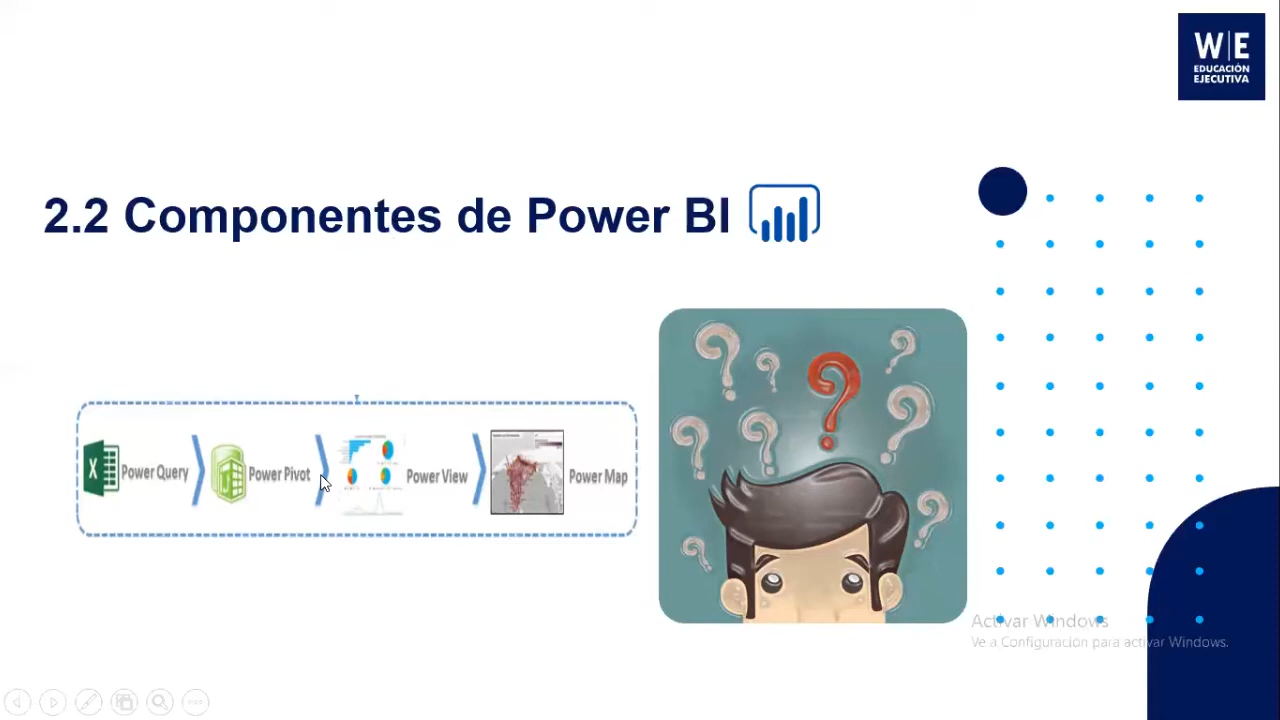 W|E
EDUCACIÓN
EJECUTIVA
2.2 Componentes de Power BI
Power Query
Power Pivot
Power View
Power Map
Activar Windows
Ve a Configuración para activar Windows.